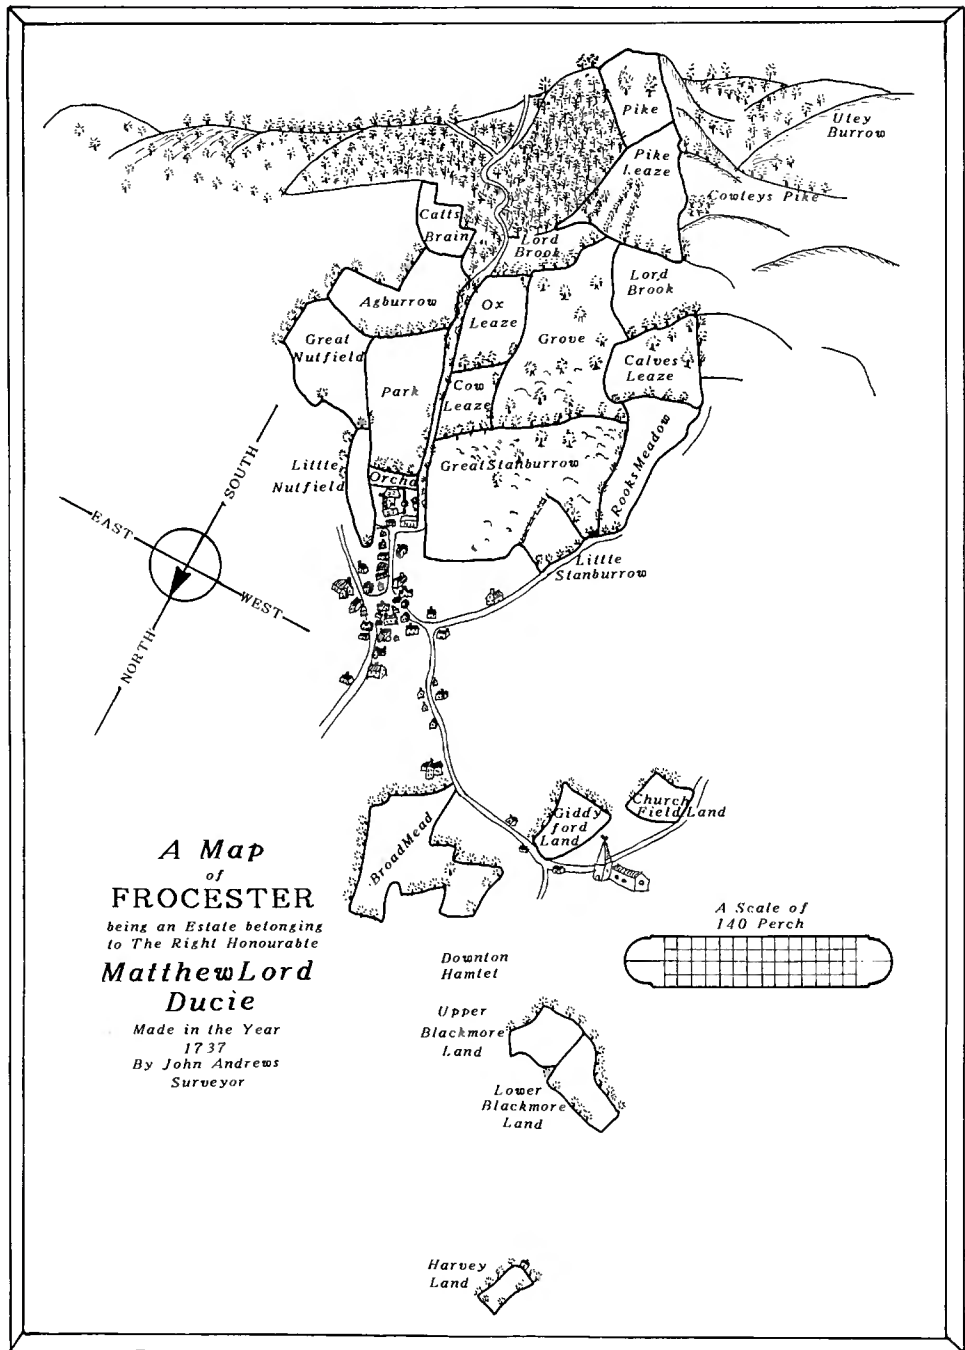 Pike
Uley
Burrow
Pike
Leaze
Cowleys Pike
Catts
Brain
Lord
Brook
Lord
Brook
Agburrow
Ox
Leaze
Great
Nutfield
Grove
Calves
Leaze
Park
Cow
Leaze
Rooks Meadow
Great Stanburrow
Little
Nutfield
Orchd
SOUTH
EAST
WEST
NORTH
Little
Stanburrow
Broad Mead
Giddy
ford
Land
Church
Field Land
A Map
of
FROCESTER
being an Estate belonging
to The Right Honourable
Matthew Lord
Ducie
Made in the Year
1737
By John Andrews
Surveyor
A Scale of
140 Perch
Downton
Hamlet
Upper
Blackmore
Land
Lower
Blackmore
Land
Harvey
Land